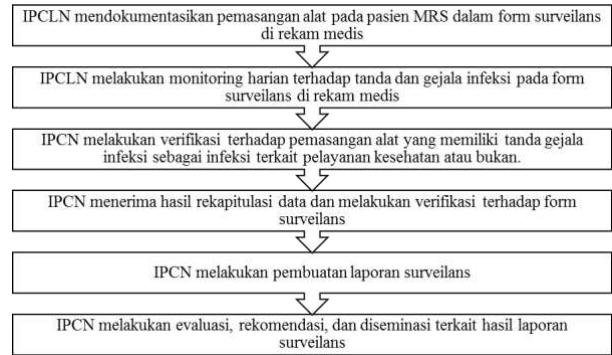 IPCLN mendokumentasikan pemasangan alat pada pasien MRS dalam form surveilans
di rekam medis
IPCLN melakukan monitoring harian terhadap tanda dan gejala infeksi pada form
surveilans di rekam medis
IPCN melakukan verifikasi terhadap pemasangan alat yang memiliki tanda gejala
infeksi sebagai infeksi terkait pelayanan kesehatan atau bukan.
IPCN menerima hasil rekapitulasi data dan melakukan verifikasi terhadap form
surveilans
IPCN melakukan pembuatan laporan surveilans
IPCN melakukan evaluasi, rekomendasi, dan diseminasi terkait hasil laporan
surveilans